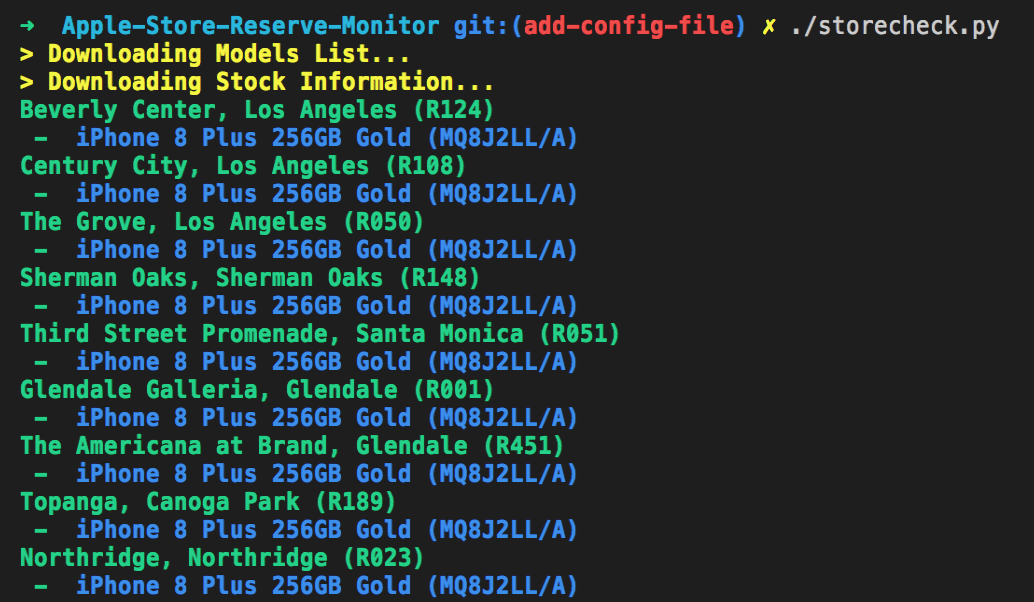 ➜  Apple-Store-Reserve-Monitor git:(add-config-file) ✗ ./storecheck.py
> Downloading Models List...
> Downloading Stock Information...
Beverly Center, Los Angeles (R124)
 -  iPhone 8 Plus 256GB Gold (MQ8J2LL/A)
Century City, Los Angeles (R108)
 -  iPhone 8 Plus 256GB Gold (MQ8J2LL/A)
The Grove, Los Angeles (R050)
 -  iPhone 8 Plus 256GB Gold (MQ8J2LL/A)
Sherman Oaks, Sherman Oaks (R148)
 -  iPhone 8 Plus 256GB Gold (MQ8J2LL/A)
Third Street Promenade, Santa Monica (R051)
 -  iPhone 8 Plus 256GB Gold (MQ8J2LL/A)
Glendale Galleria, Glendale (R001)
 -  iPhone 8 Plus 256GB Gold (MQ8J2LL/A)
The Americana at Brand, Glendale (R451)
 -  iPhone 8 Plus 256GB Gold (MQ8J2LL/A)
Topanga, Canoga Park (R189)
 -  iPhone 8 Plus 256GB Gold (MQ8J2LL/A)
Northridge, Northridge (R023)
 -  iPhone 8 Plus 256GB Gold (MQ8J2LL/A)